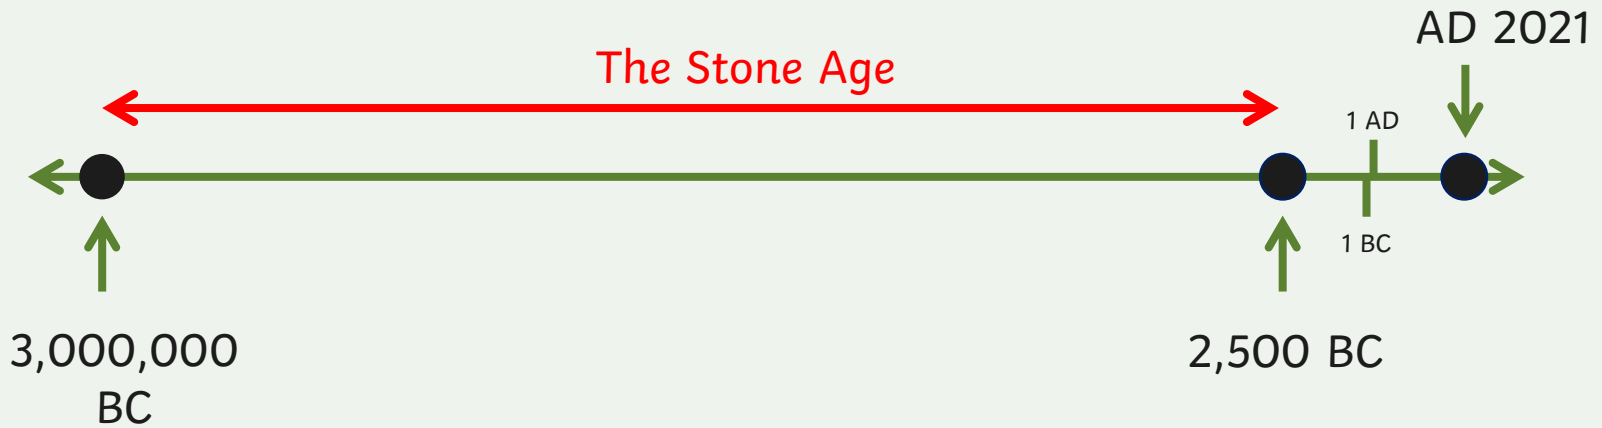 AD 2021
The Stone Age
1 AD
1 BC
3,000,000
BC
2,500 BC